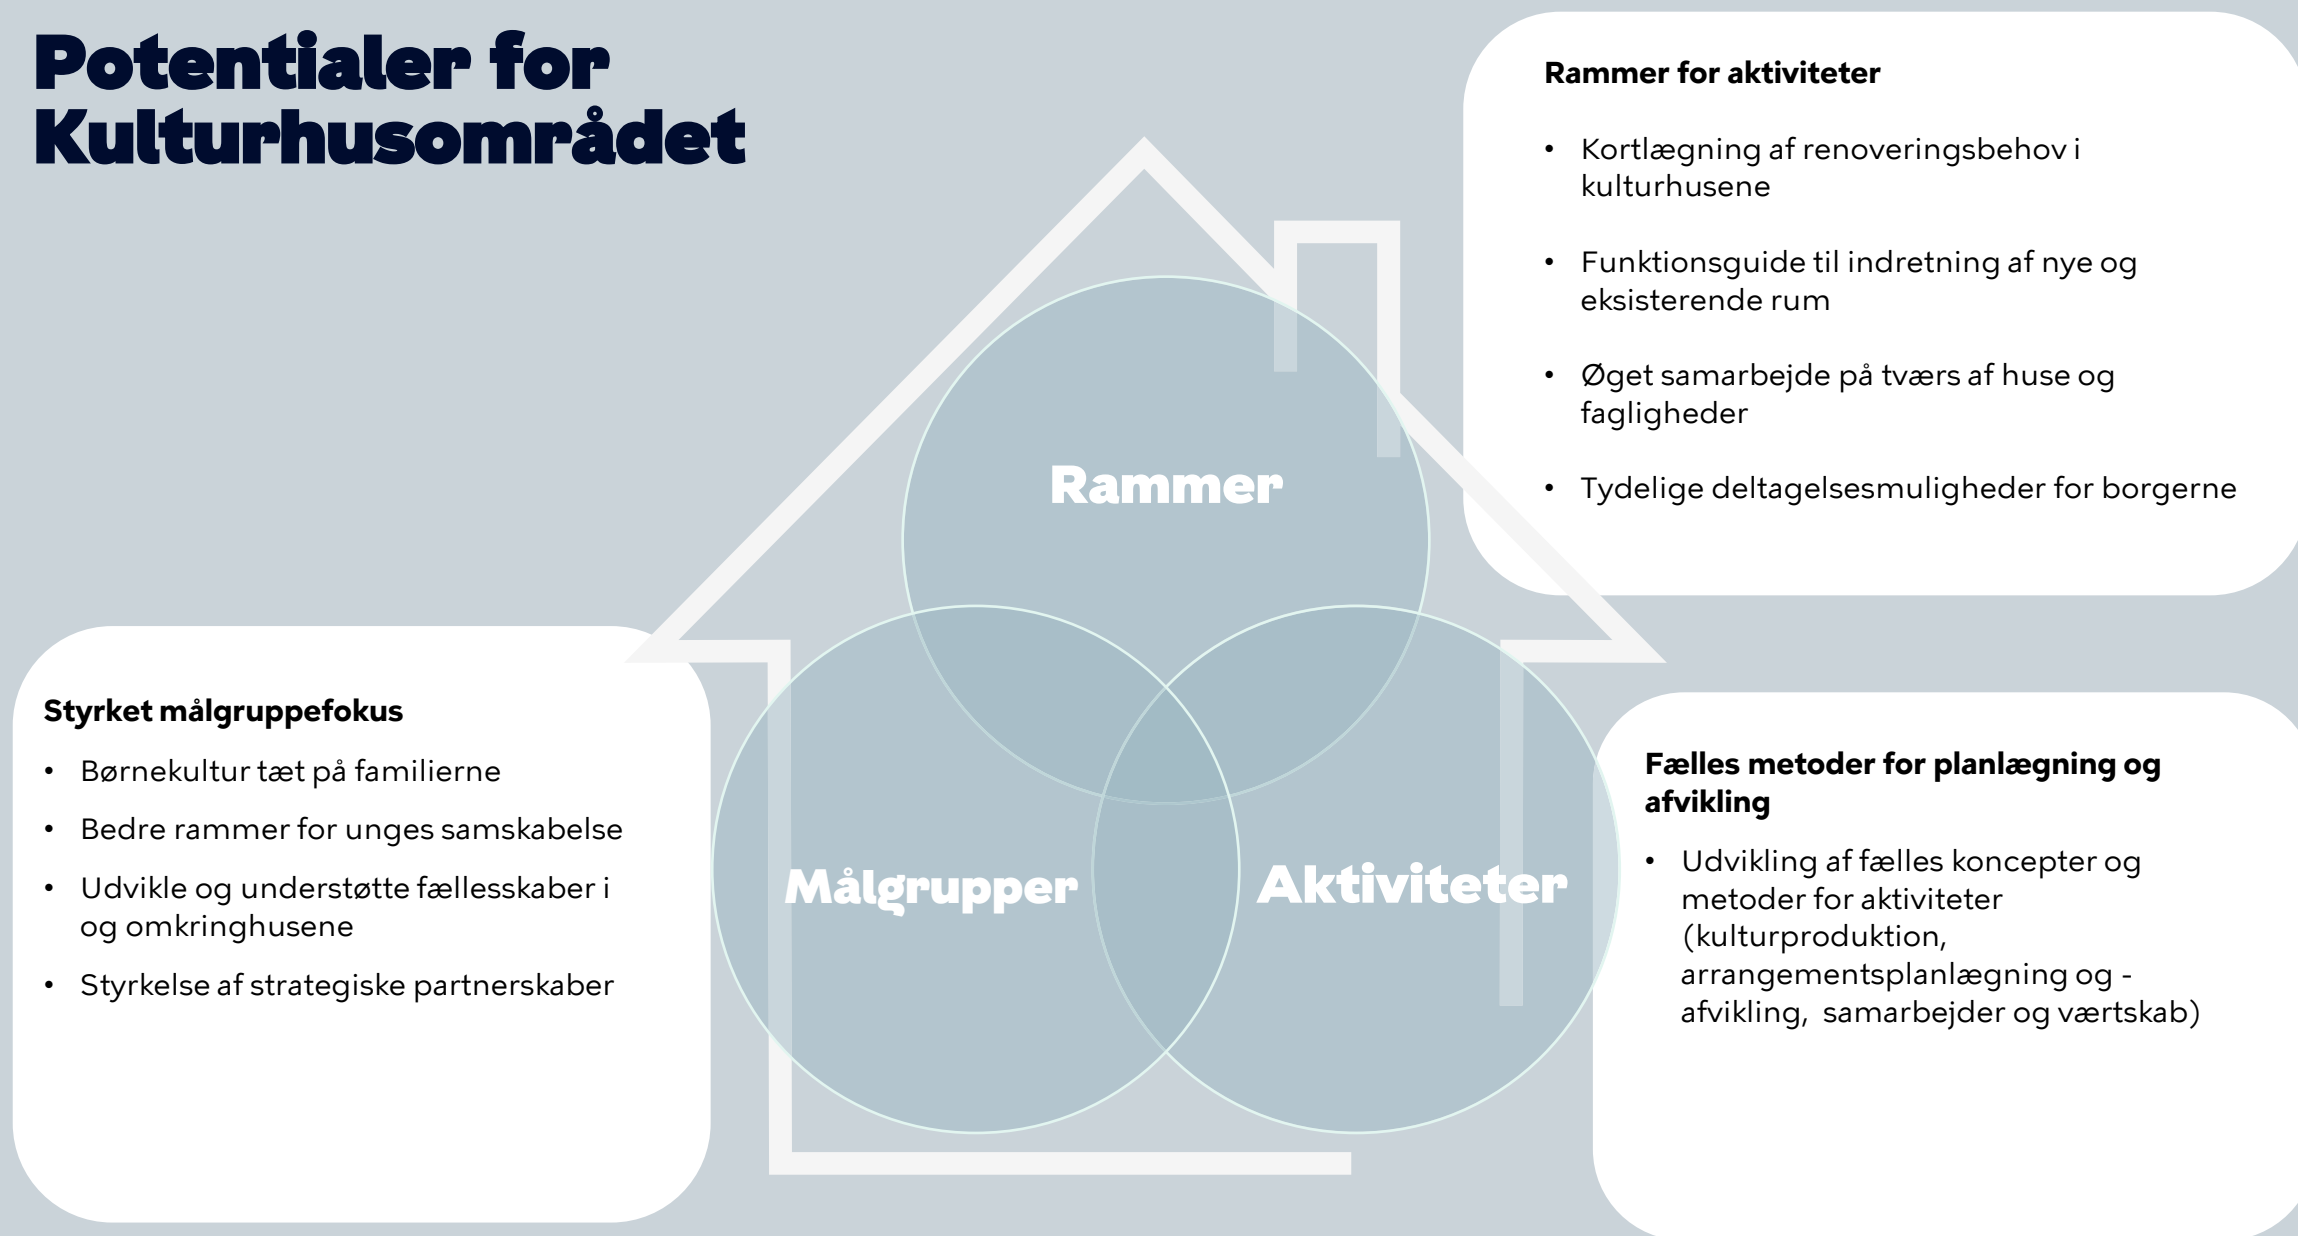 Potentialer for
Kulturhusområdet
Rammer for aktiviteter
• Kortlægning af renoveringsbehov i
kulturhusene
• Funktionsguide til indretning af nye og
eksisterende rum
• Øget samarbejde på tværs af huse og
fagligheder
• Tydelige deltagelsesmuligheder for borgerne
Rammer
Målgrupper
Aktiviteter
Styrket målgruppefokus
• Børnekultur tæt på familierne
• Bedre rammer for unges samskabelse
• Udvikle og understøtte fællesskaber i
og omkringhusene
• Styrkelse af strategiske partnerskaber
Fælles metoder for planlægning og
afvikling
• Udvikling af fælles koncepter og
metoder for aktiviteter
(kulturproduktion,
arrangementsplanlægning og -
afvikling,  samarbejder og værtskab)